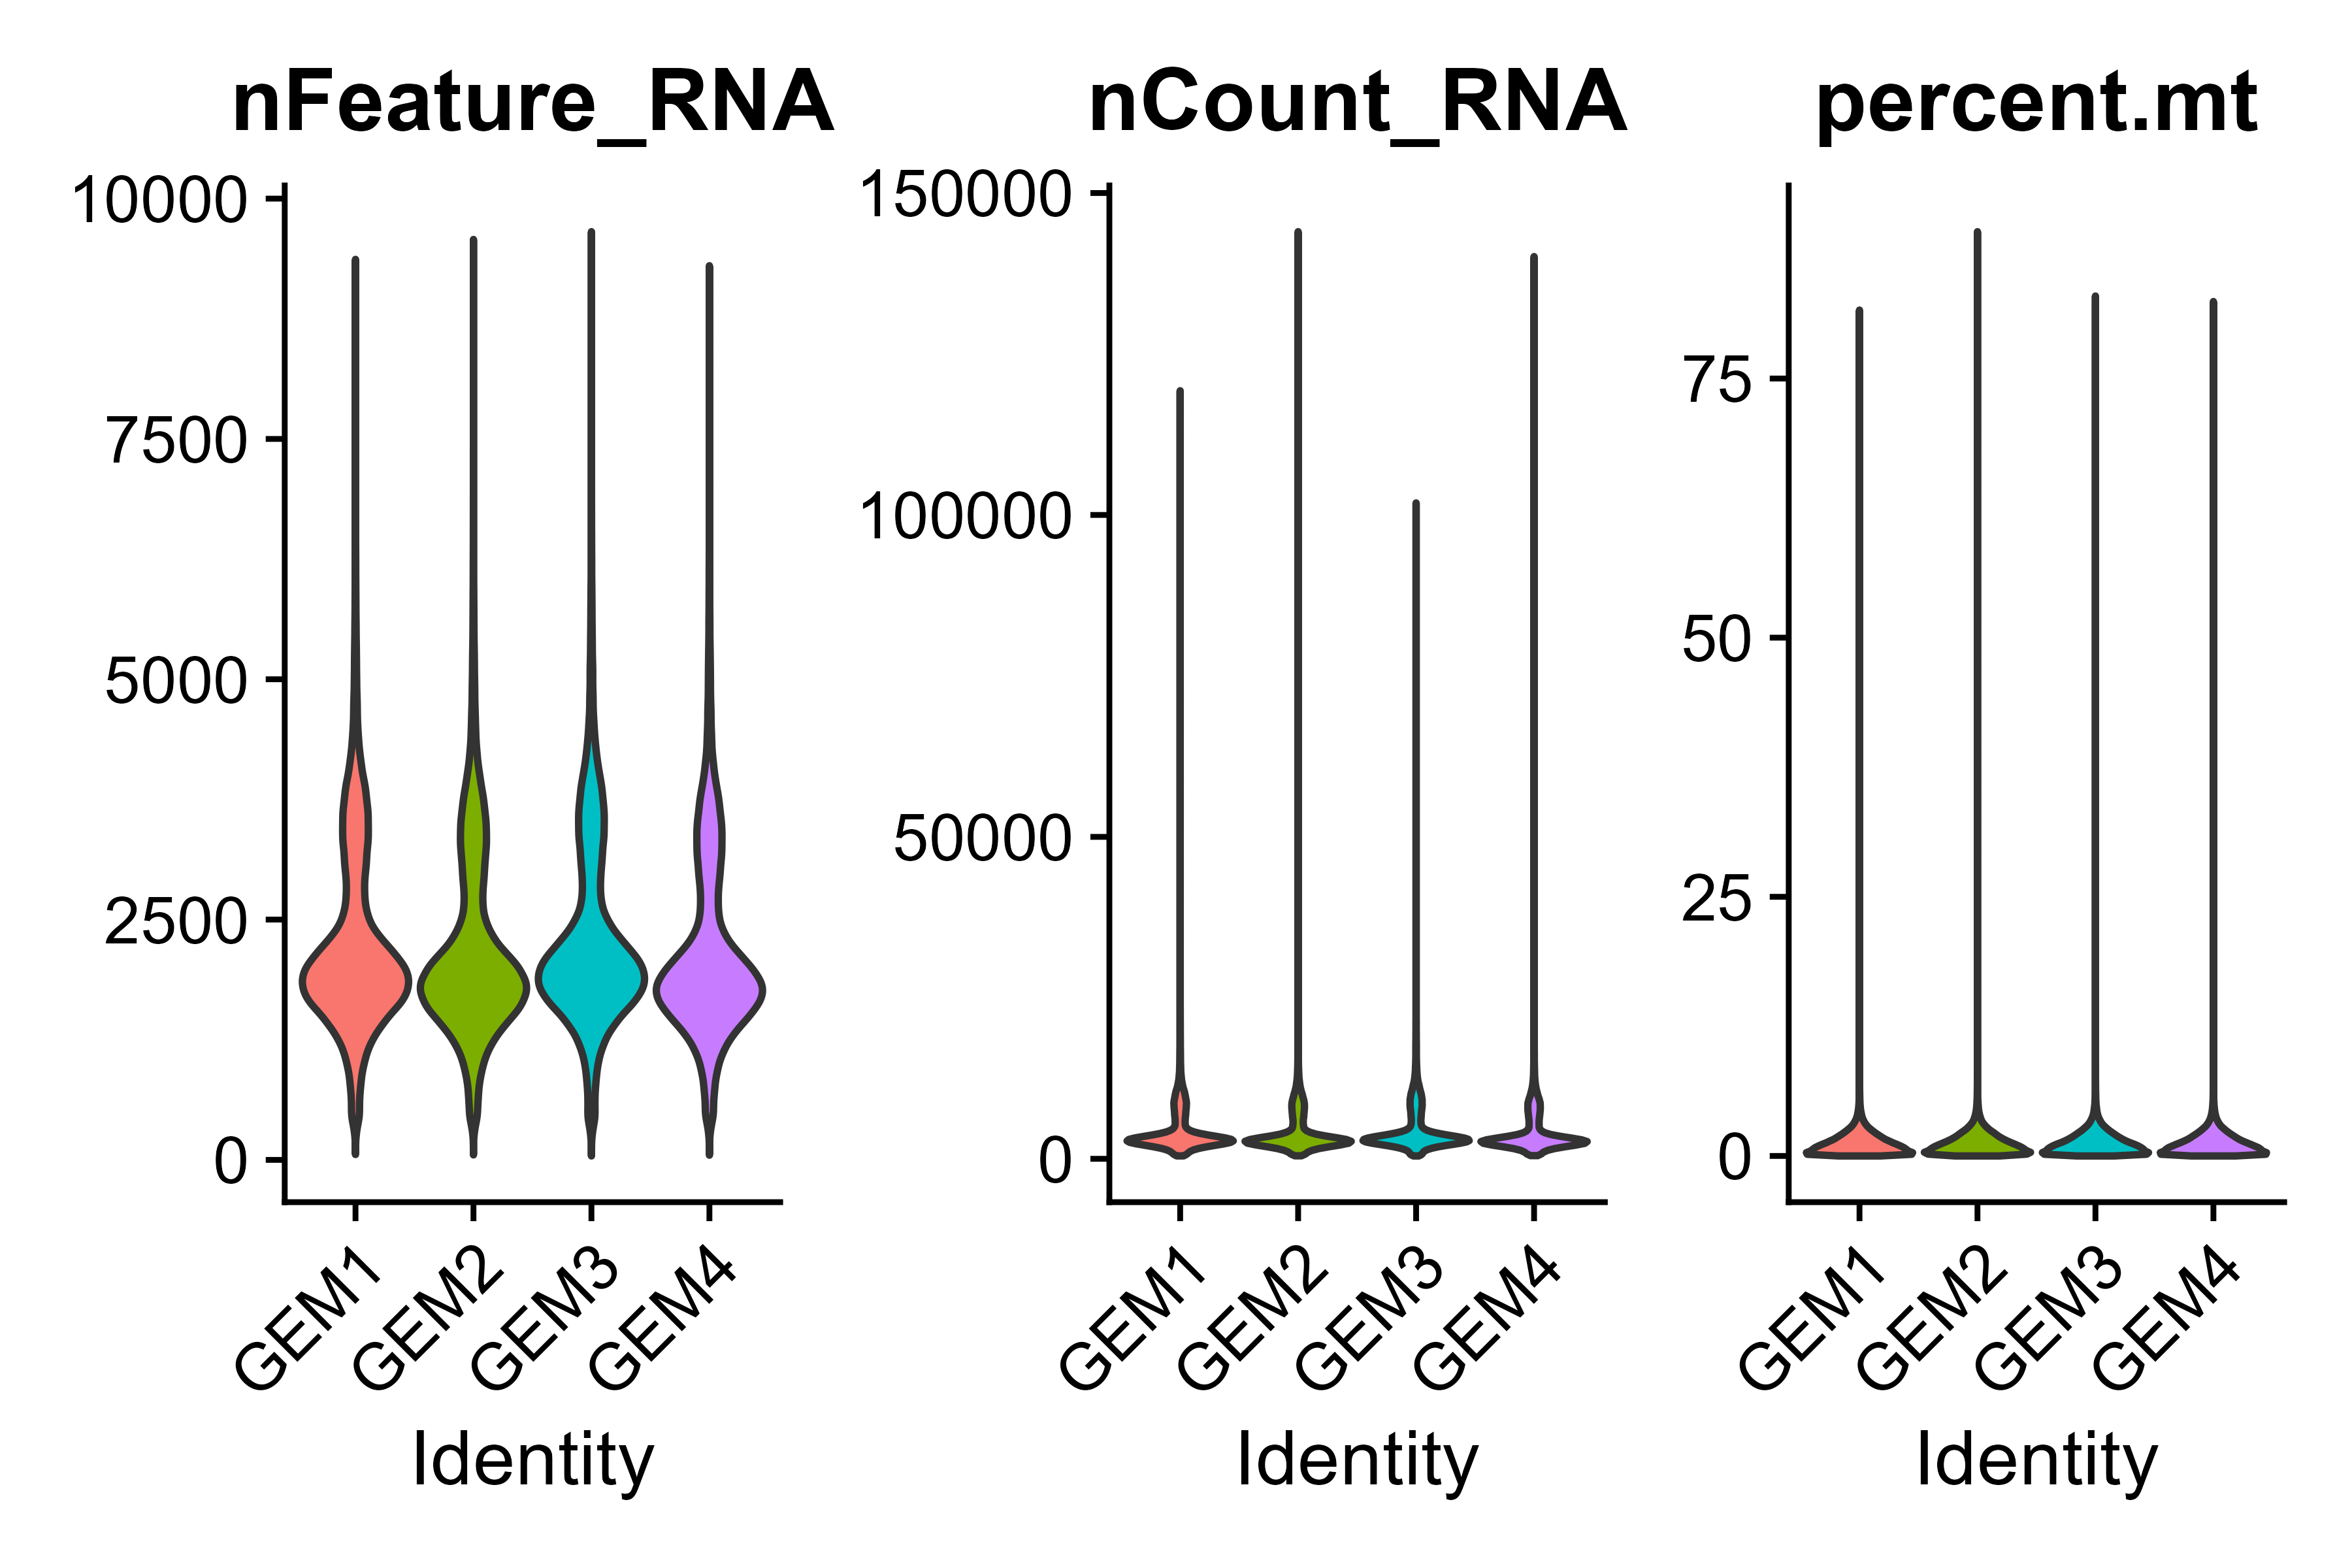 nFeature_RNA
10000
7500
5000
2500
0
GEM1
GEM2
GEM3
GEM4
Identity
nCount_RNA
150000
100000
50000
0
GEM1
GEM2
GEM3
GEM4
Identity
percent.mt
75
50
25
0
GEM1
GEM2
GEM3
GEM4
Identity